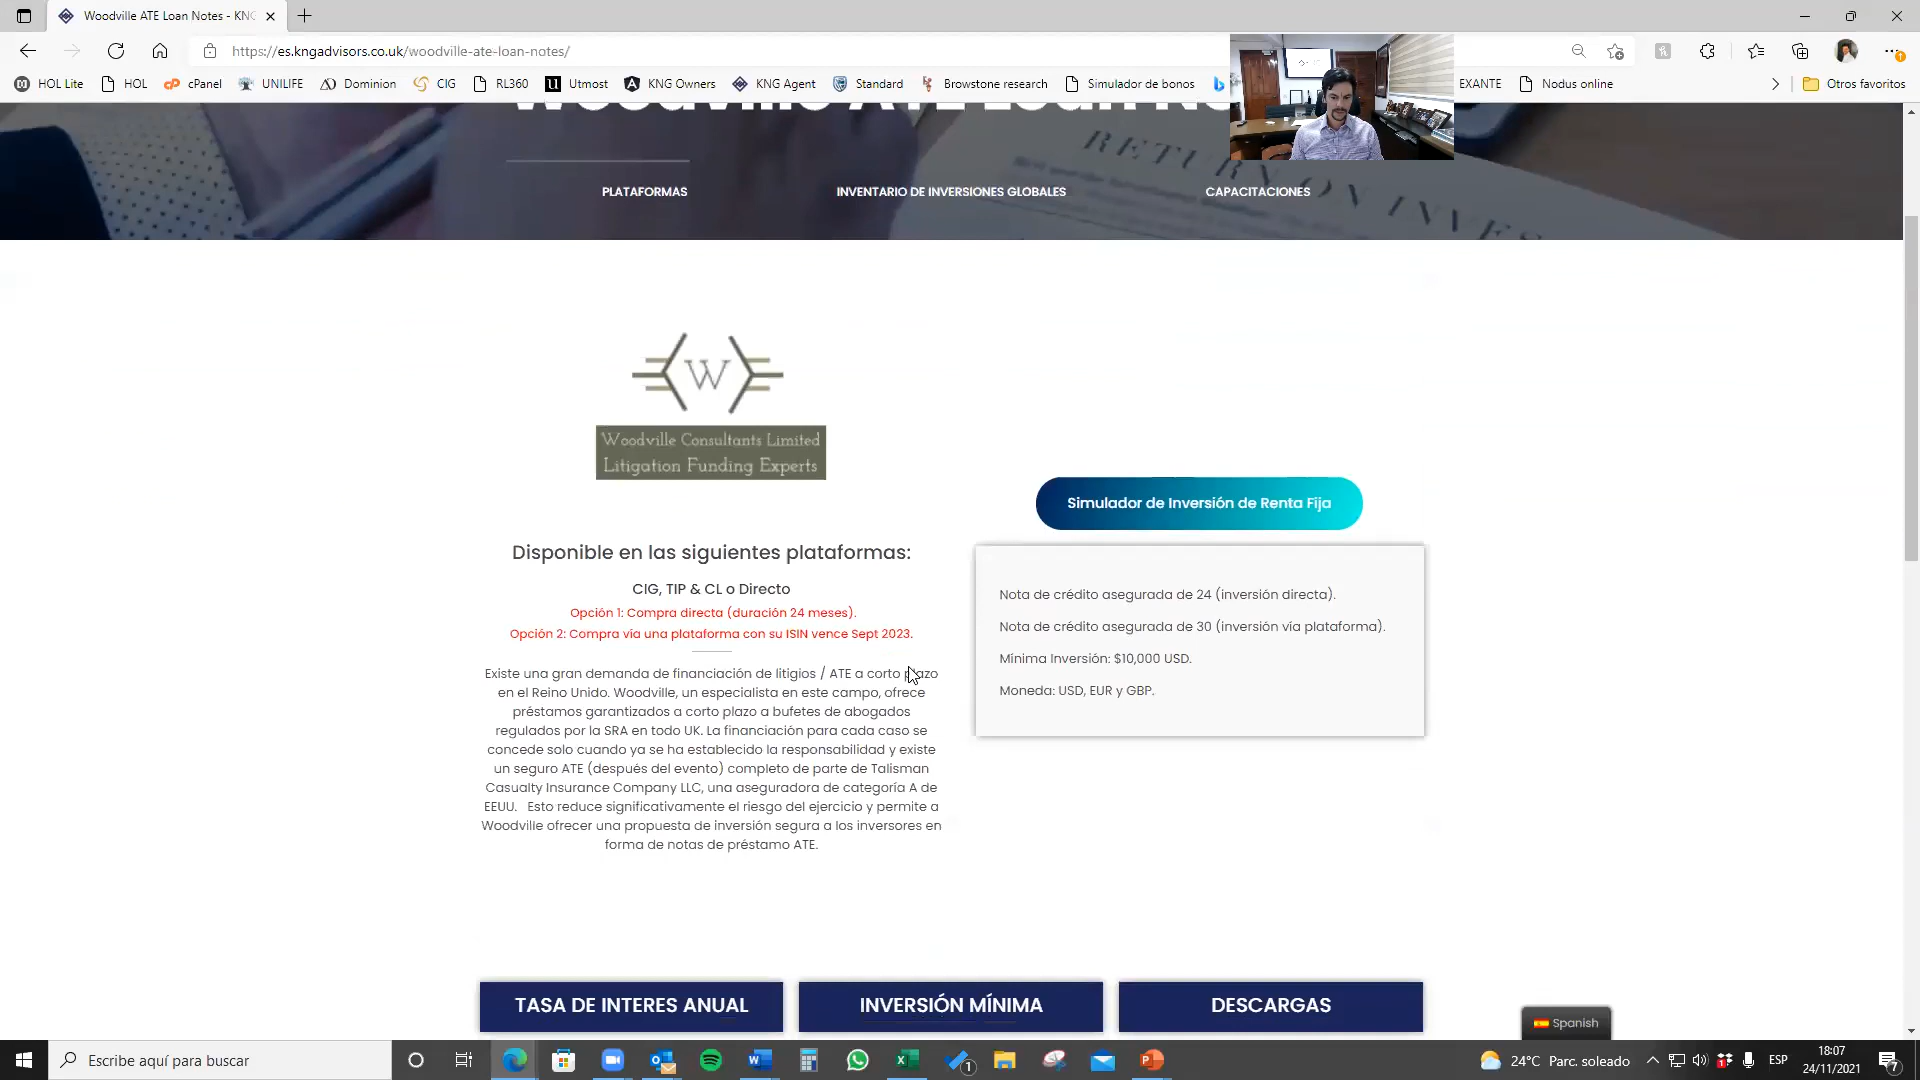 Woodville ATE Loan Notes - KNG
https://es.kngadvisors.co.uk/woodville-ate-loan-notes/
HOL Lite
HOL
cPanel
UNILIFE
Dominion
CIG
RL360
Utmost
KNG Owners
KNG Agent
Standard
Browstone research
Simulador de bonos
EXANTE
Nodus online
Otros favoritos
Woodville ATE Loan No
RETURN ON INVES
PLATAFORMAS
INVENTARIO DE INVERSIONES GLOBALES
CAPACITACIONES
W
Woodville Consultants Limited
Litigation Funding Experts
Simulador de Inversión de Renta Fija
Disponible en las siguientes plataformas:
CIG, TIP & CL o Directo
Opción 1: Compra directa (duración 24 meses).
Opción 2: Compra vía una plataforma con su ISIN vence Sept 2023.
Existe una gran demanda de financiación de litigios / ATE a corto plazo
en el Reino Unido. Woodville, un especialista en este campo, ofrece
préstamos garantizados a corto plazo a bufetes de abogados
regulados por la SRA en todo UK. La financiación para cada caso se
concede solo cuando ya se ha establecido la responsabilidad y existe
un seguro ATE (después del evento) completo de parte de Talisman
Casualty Insurance Company LLC, una aseguradora de categoría A de
EEUU. Esto reduce significativamente el riesgo del ejercicio y permite a
Woodville ofrecer una propuesta de inversión segura a los inversores en
forma de notas de préstamo ATE.
Nota de crédito asegurada de 24 (inversión directa).
Nota de crédito asegurada de 30 (inversión vía plataforma).
Mínima Inversión: $10,000 USD.
Moneda: USD, EUR y GBP.
TASA DE INTERES ANUAL
INVERSIÓN MÍNIMA
DESCARGAS
Spanish
Escribe aquí para buscar
1
24°C Parc. soleado
ESP
18:07
24/11/2021
7